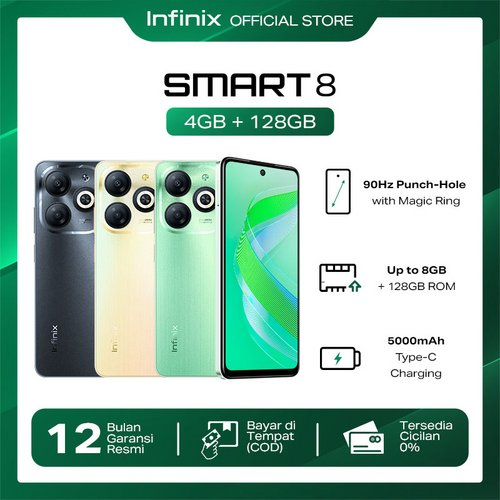 Infinix OFFICIAL STORE
SMART 8
4GB + 128GB
90Hz Punch-Hole
with Magic Ring
Up to 8GB
+ 128GB ROM
5000mAh
Type-C
Charging
Infinix
Infinix
Infinix
12 Bulan
Garansi
Resmi
Bayar di
Tempat
(COD)
Tersedia
Cicilan
0%